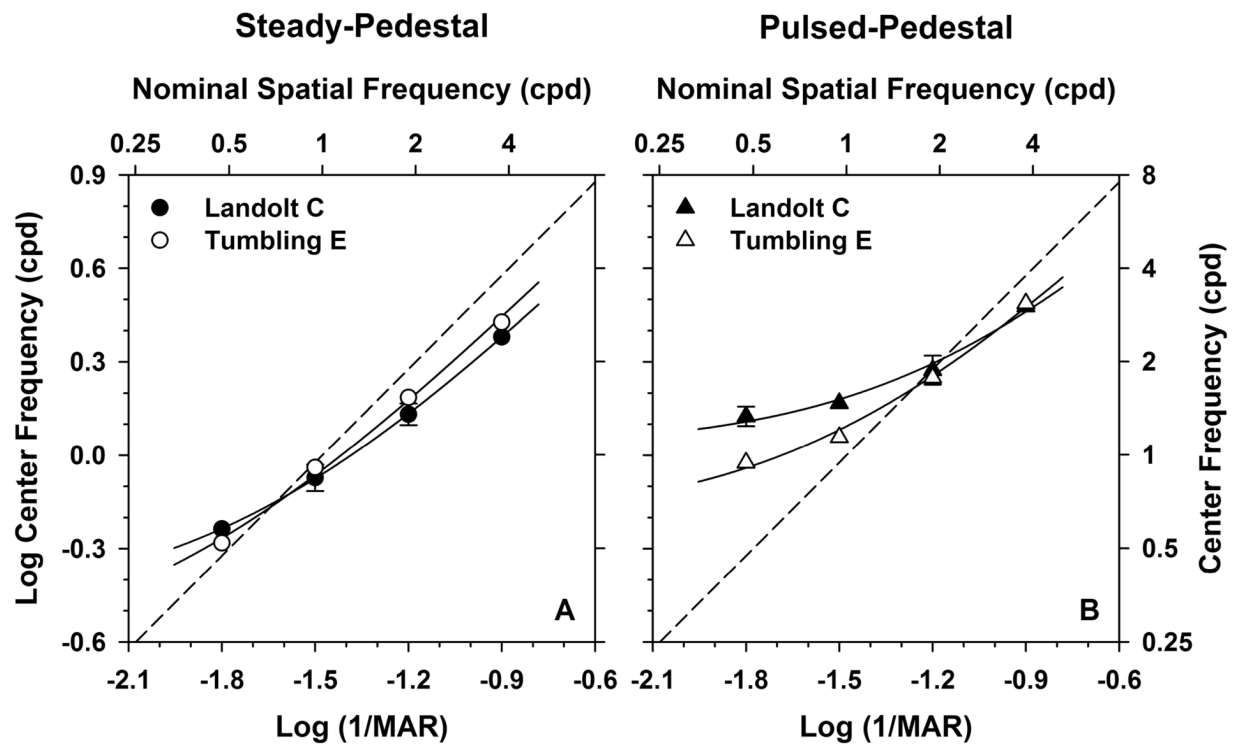 Steady-Pedestal
Pulsed-Pedestal
Nominal Spatial Frequency (cpd)
Nominal Spatial Frequency (cpd)
0.25 0.5 1 2 4
0.25 0.5 1 2 4
Log Center Frequency (cpd)
0.9
0.6
0.3
0.0
-0.3
-0.6
Landolt C
Tumbling E
A
-2.1 -1.8 -1.5 -1.2 -0.9 -0.6
Log (1/MAR)
Landolt C
Tumbling E
B
-2.1 -1.8 -1.5 -1.2 -0.9 -0.6
Log (1/MAR)
8
4
2
1
0.5
0.25
Center Frequency (cpd)